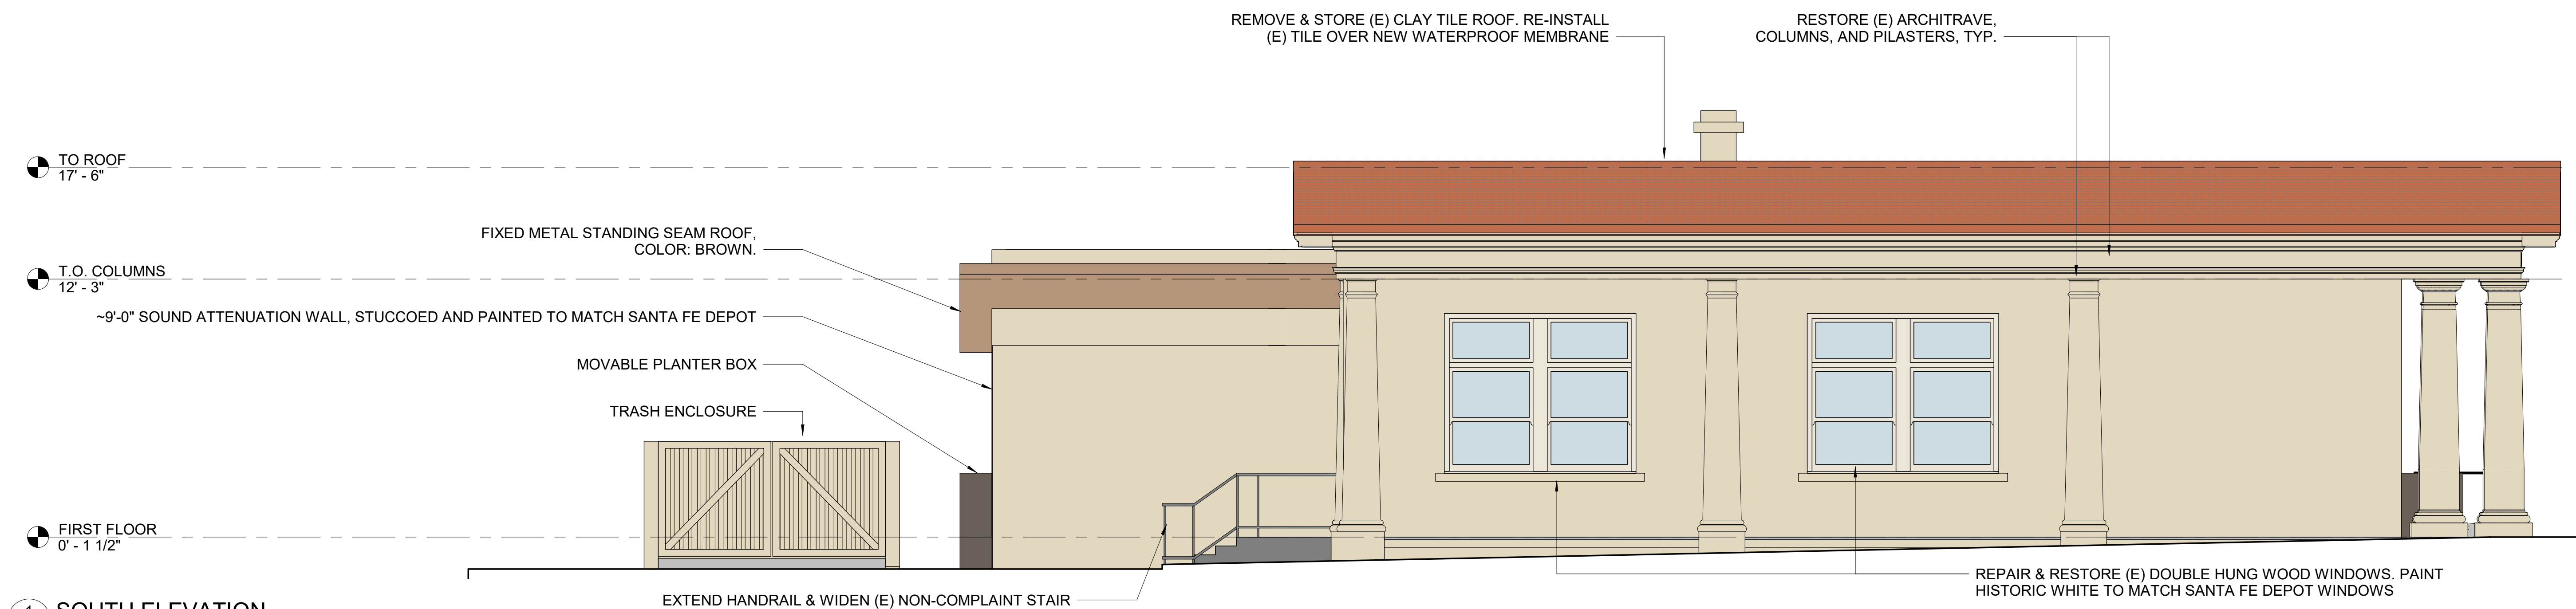 REMOVE & STORE (E) CLAY TILE ROOF. RE-INSTALL
(E) TILE OVER NEW WATERPROOF MEMBRANE
RESTORE (E) ARCHITRAVE,
COLUMNS, AND PILASTERS, TYP.
TO ROOF
17' - 6"
FIXED METAL STANDING SEAM ROOF,
COLOR: BROWN.
T.O. COLUMNS
12' - 3"
~9'-0" SOUND ATTENUATION WALL, STUCCOED AND PAINTED TO MATCH SANTA FE DEPOT
MOVABLE PLANTER BOX
TRASH ENCLOSURE
FIRST FLOOR
0' - 1 1/2"
REPAIR & RESTORE (E) DOUBLE HUNG WOOD WINDOWS. PAINT
HISTORIC WHITE TO MATCH SANTA FE DEPOT WINDOWS
EXTEND HANDRAIL & WIDEN (E) NON-COMPLAINT STAIR
1 SOUTH ELEVATION